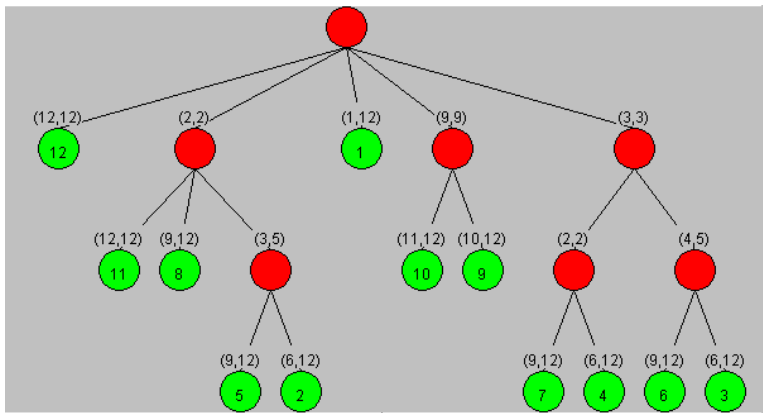 (12,12) (2,2) (1,12) (9,9) (3,3)
12 1
(12,12) (9,12) (3,5) (11,12) (10,12) (2,2) (4,5)
11 8 10 9
(9,12) (6,12) (9,12) (6,12) (9,12) (6,12)
5 2 7 4 6 3